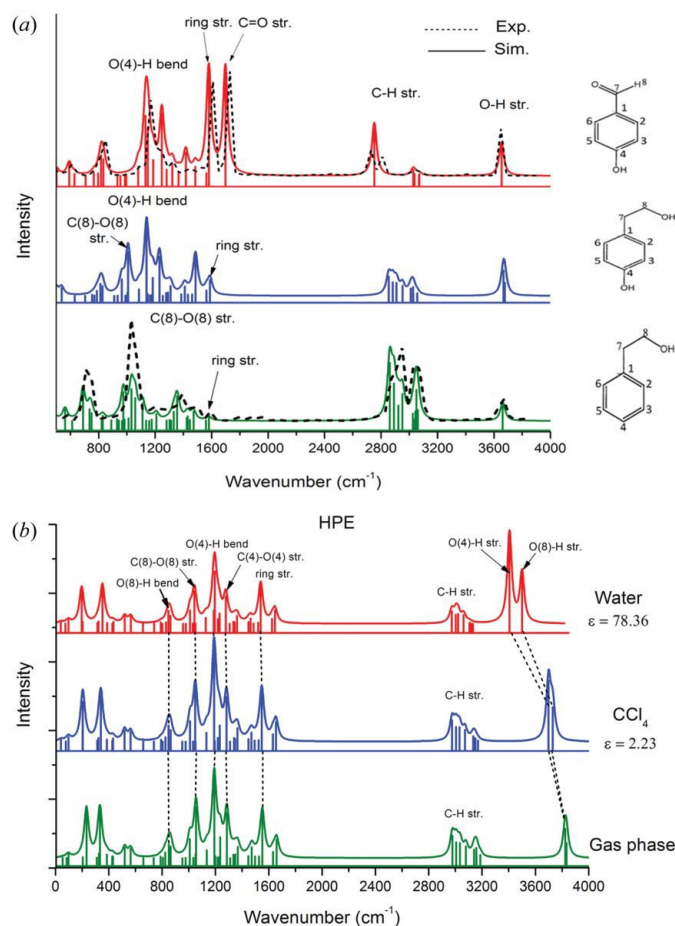 (a)
ring str.
C=O str.
Exp.
Sim.
O(4)-H bend
C-H str.
O-H str.
Intensity
O(4)-H bend
C(8)-O(8)
str.
ring str.
C(8)-O(8) str.
ring str.
800 1200 1600 2000 2400 2800 3200 3600 4000
Wavenumber (cm⁻¹)
O 7 H 8
1
6 2
5 3
4
OH
8
7 OH
1
6 2
5 3
4
OH
8
7 OH
1
6 2
5 3
4
(b)
HPE
O(4)-H bend
C(8)-O(8) str.
C(4)-O(4) str.
O(8)-H bend
ring str.
O(4)-H str.
O(8)-H str.
C-H str.
Water
ε = 78.36
Intensity
C-H str.
CCl₄
ε = 2.23
C-H str.
Gas phase
0 400 800 1200 1600 2000 2400 2800 3200 3600 4000
Wavenumber (cm⁻¹)